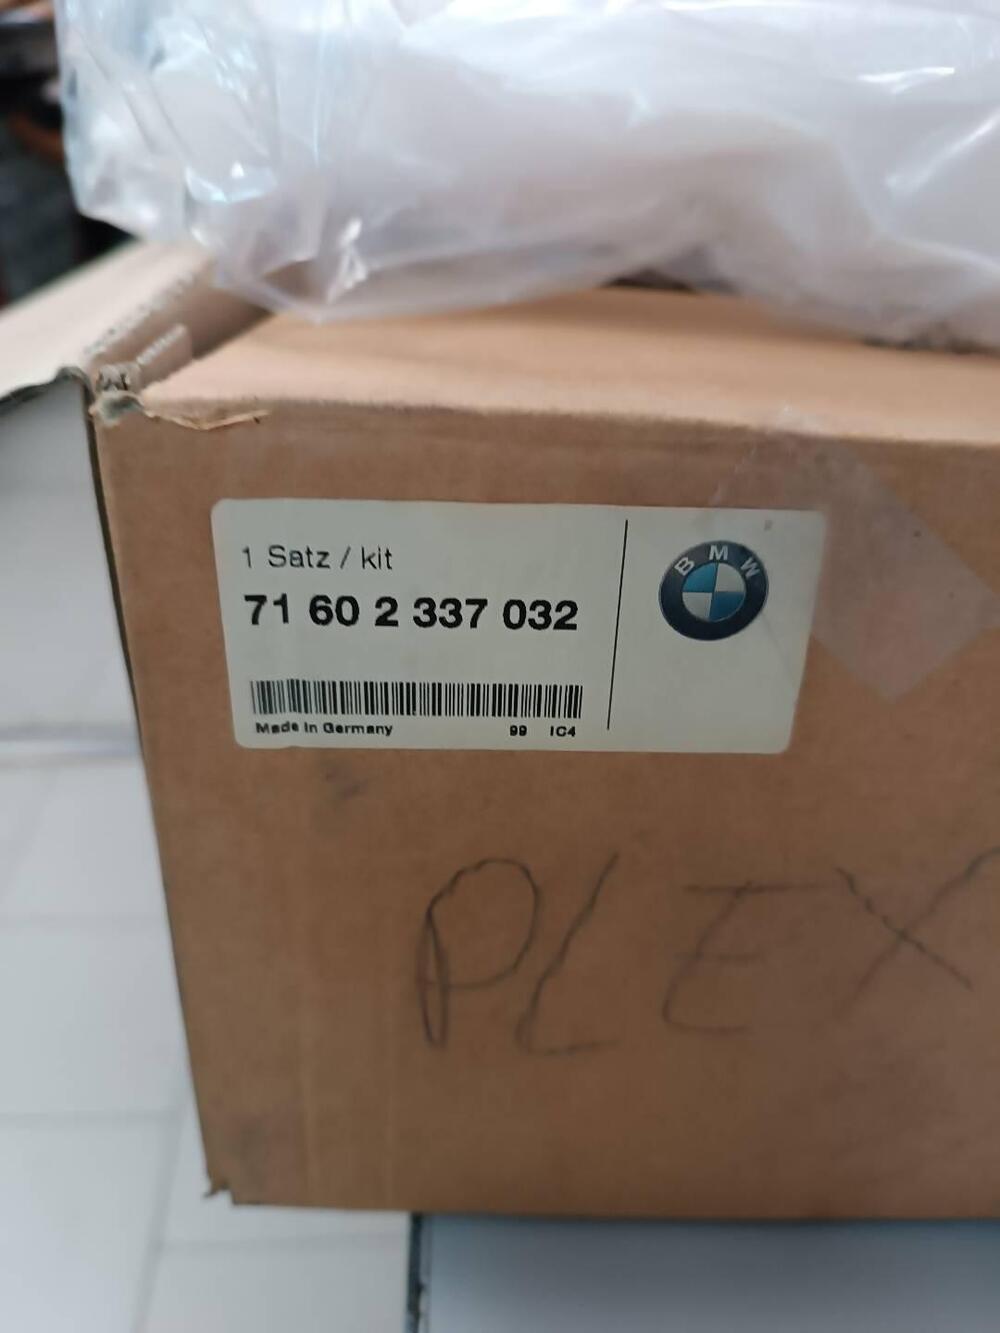 1 Satz / kit
71 60 2 337 032
BMW
Made in Germany 99 IC4
PLEX